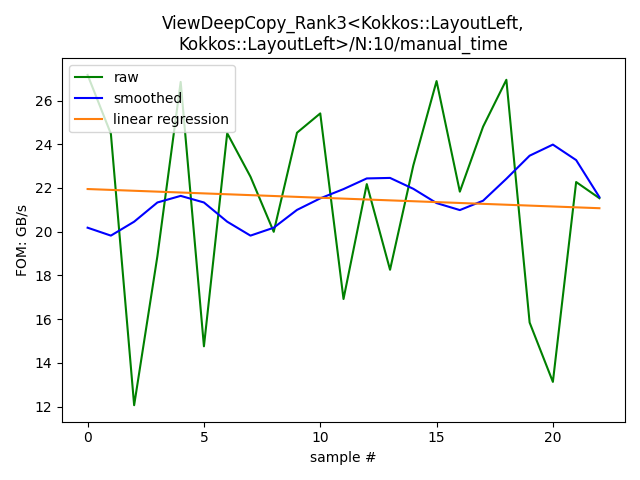 ViewDeepCopy_Rank3<Kokkos::LayoutLeft,
Kokkos::LayoutLeft>/N:10/manual_time
raw
smoothed
linear regression
FOM: GB/s
26
24
22
20
18
16
14
12
0
5
10
15
20
sample #